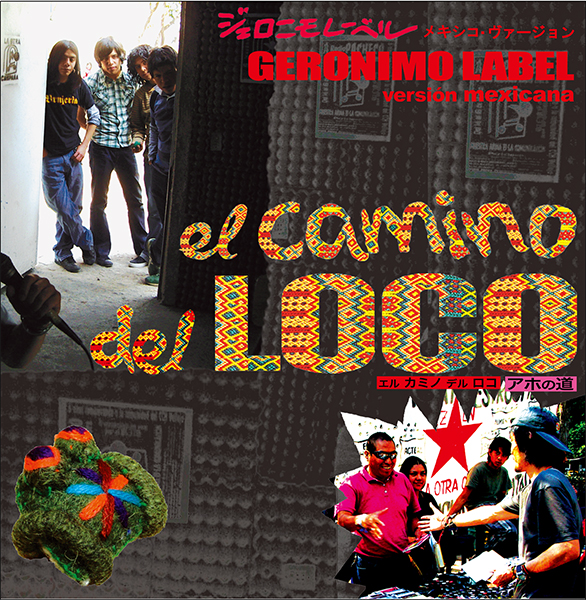 ジェロニモレーベル メキシコ・ヴァージョン
GERONIMO LABEL
version mexicana
el camino
del LOCO
エル カミノ デル ロコ アホの道
A OTRA